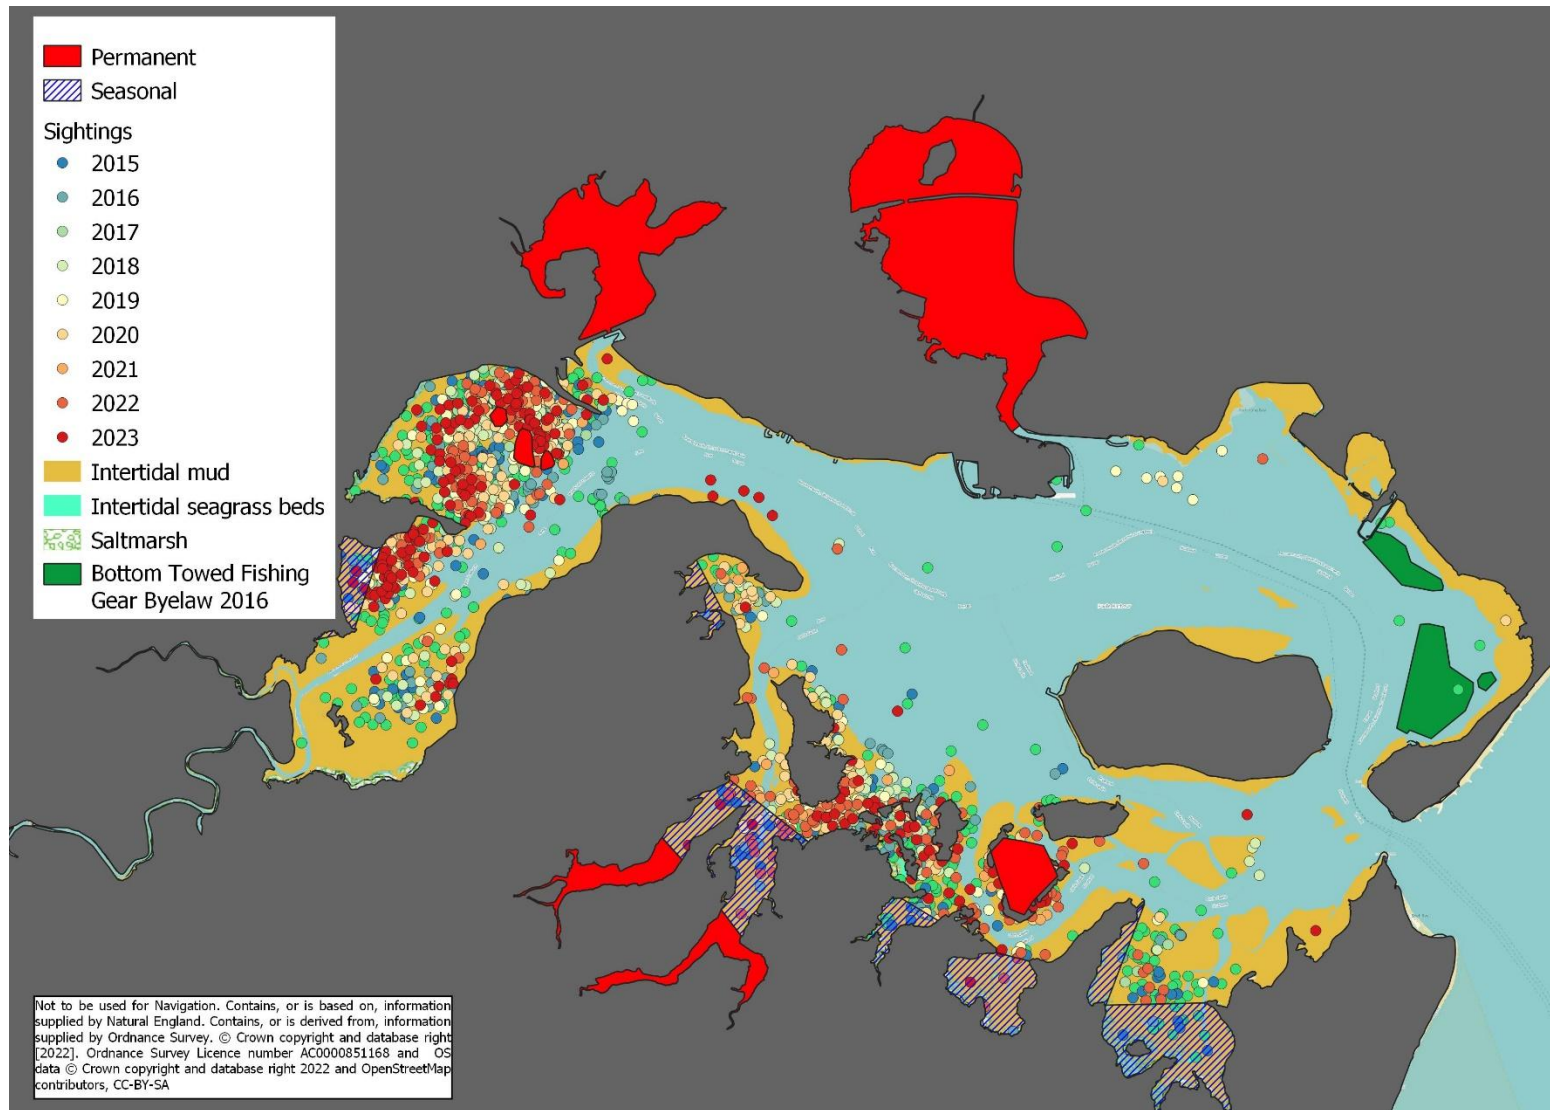 Permanent
Seasonal
Sightings
2015
2016
2017
2018
2019
2020
2021
2022
2023
Intertidal mud
Intertidal seagrass beds
Saltmarsh
Bottom Towed Fishing
Gear Byelaw 2016
Not to be used for Navigation. Contains, or is based on, information
supplied by Natural England. Contains, or is derived from, information
supplied by Ordnance Survey. © Crown copyright and database right
[2022]. Ordnance Survey Licence number AC0000851168 and OS
data © Crown copyright and database right 2022 and OpenStreetMap
contributors, CC-BY-SA